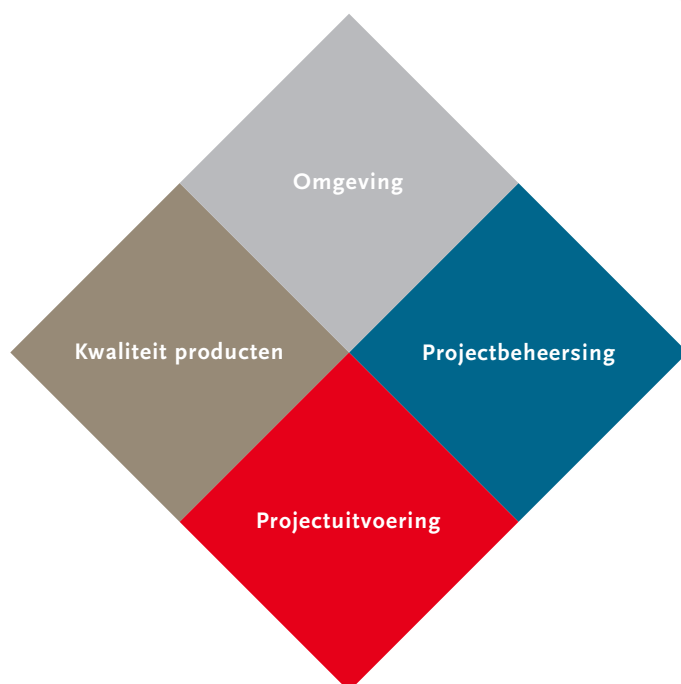 Omgeving
Kwaliteit producten
Projectbeheersing
Projectuitvoering